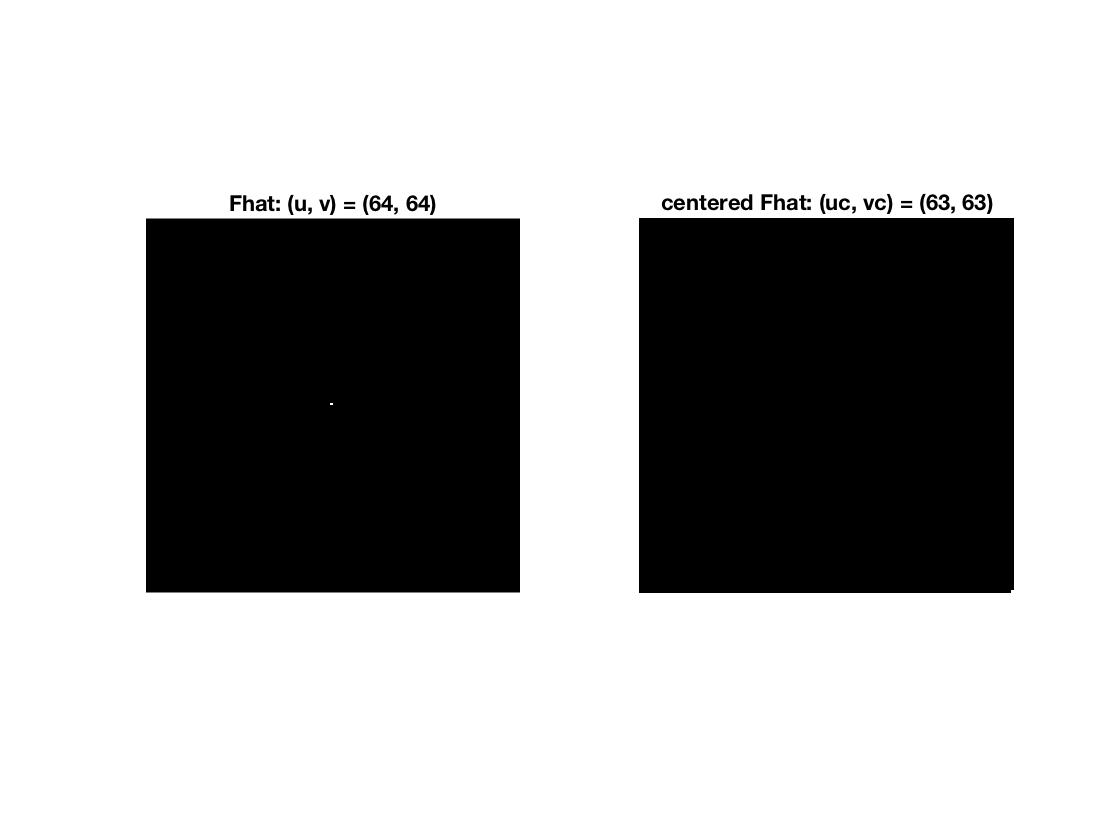 Fhat: (u, v) = (64, 64)
centered Fhat: (uc, vc) = (63, 63)